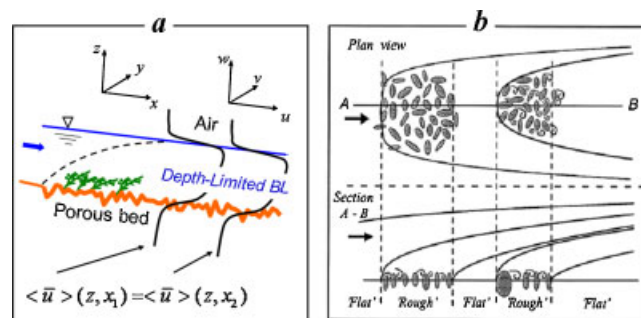 a
z
y
x
w
v
u
Air
Depth-Limited BL
Porous bed
< u̅ > (z, x₁) = < u̅ > (z, x₂)
b
Plan view
A
B
Section
A - B
'Flat' 'Rough' 'Flat' 'Rough' 'Flat'